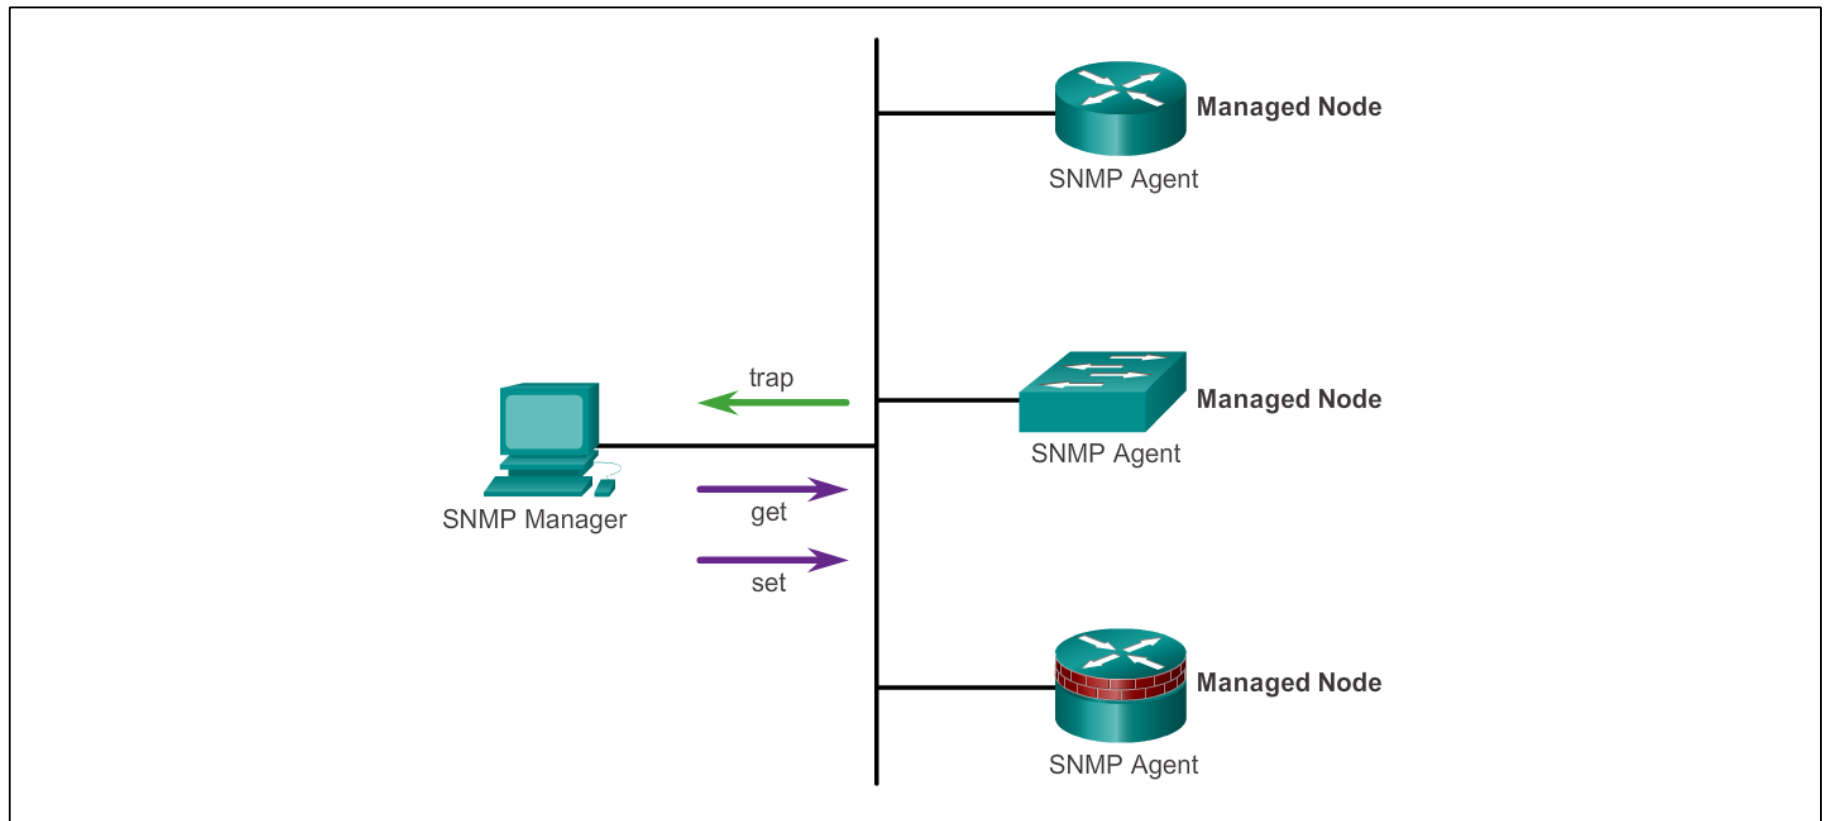 Managed Node
SNMP Agent
trap
Managed Node
SNMP Agent
SNMP Manager
get
set
Managed Node
SNMP Agent